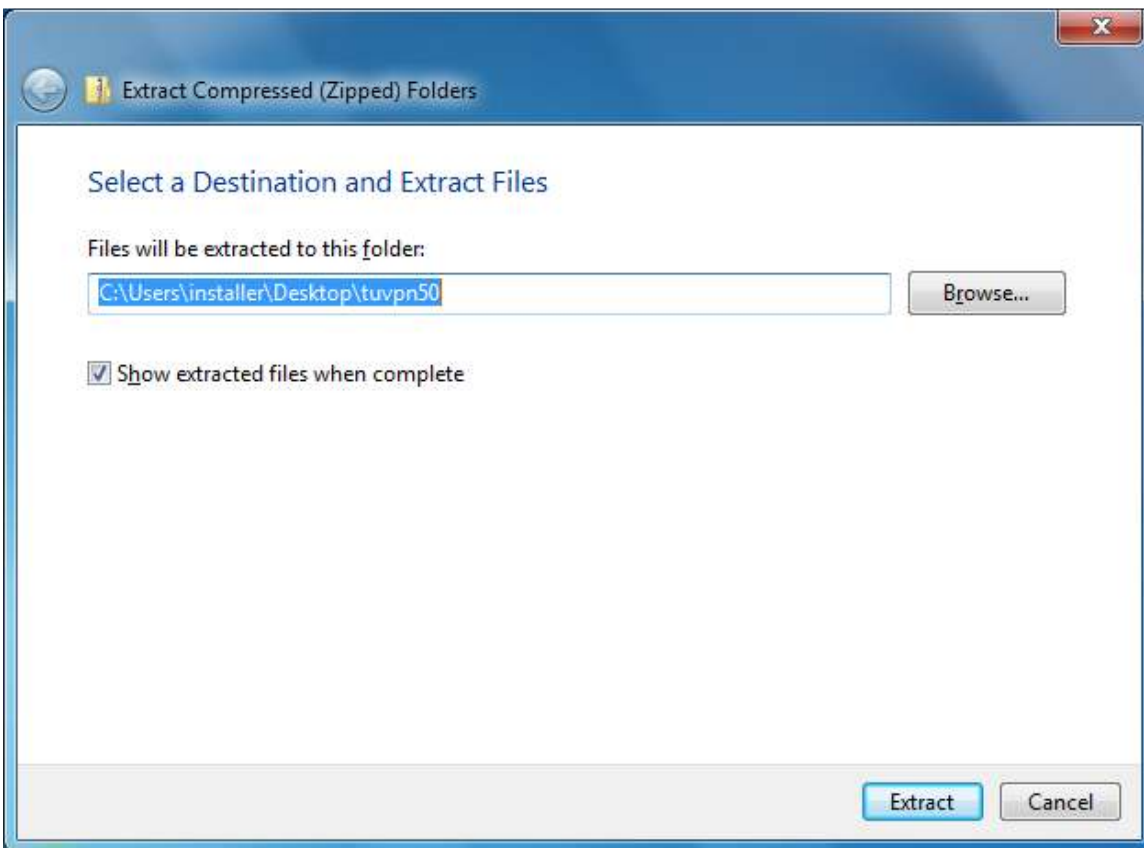 Extract Compressed (Zipped) Folders
Select a Destination and Extract Files
Files will be extracted to this folder:
C:\Users\installer\Desktop\tuvpn50
Browse...
Show extracted files when complete
Extract
Cancel